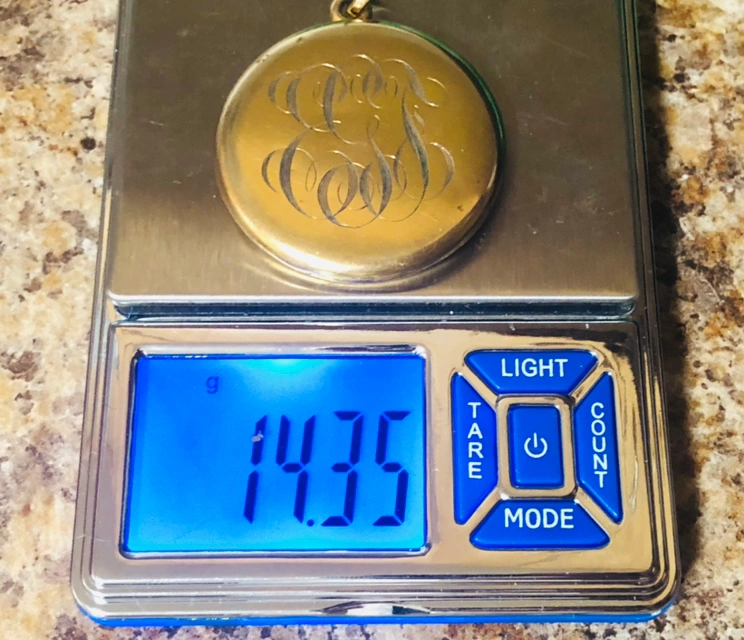 g
14.35
LIGHT
TARE
COUNT
MODE